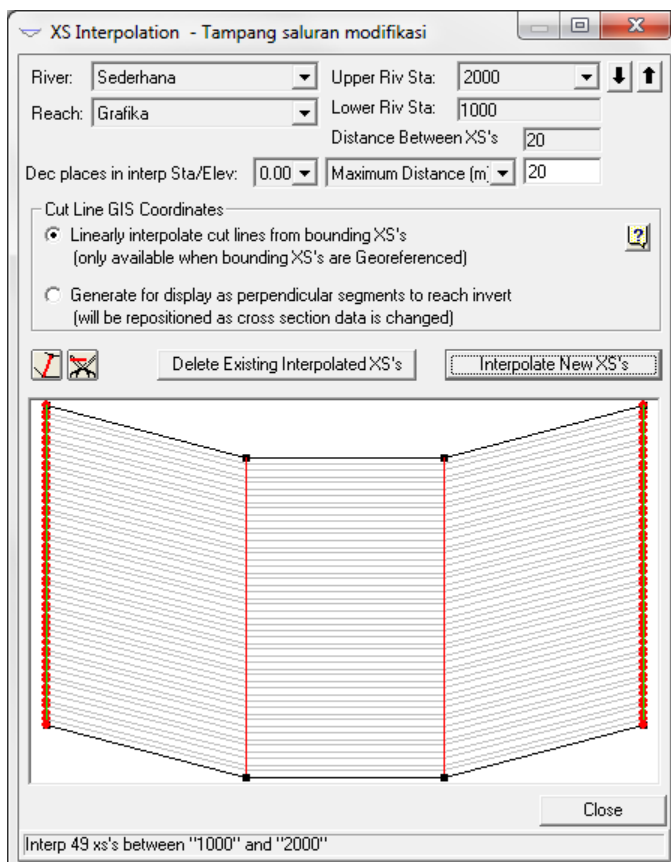 XS Interpolation - Tampang saluran modifikasi
River: Sederhana Upper Riv Sta: 2000
Reach: Grafika Lower Riv Sta: 1000
Distance Between XS's 20
Dec places in interp Sta/Elev: 0.00 Maximum Distance (m) 20
Cut Line GIS Coordinates
Linearly interpolate cut lines from bounding XS's
(only available when bounding XS's are Georeferenced)
Generate for display as perpendicular segments to reach invert
(will be repositioned as cross section data is changed)
Delete Existing Interpolated XS's Interpolate New XS's
Close
Interp 49 xs's between "1000" and "2000"